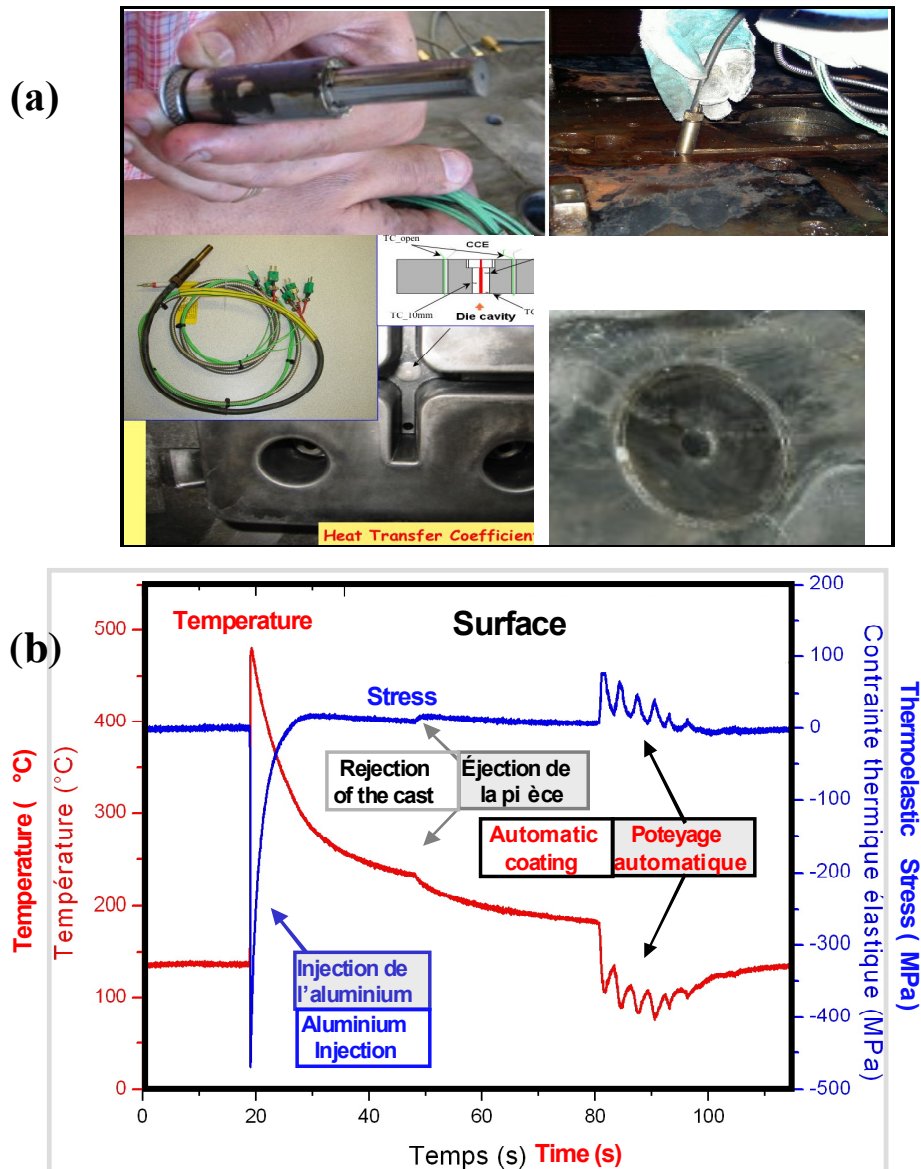 (a)
TC_open
CCE
TC_10mm
Die cavity
Heat Transfer Coefficien
(b)
Temperature
Surface
Stress
Rejection
of the cast
Éjection de
la pi èce
Automatic
coating
Poteyage
automatique
Injection de
l'aluminium
Aluminium
Injection
500
400
300
200
100
0
Temperature ( °C)
Température (°C)
200
100
0
-100
-200
-300
-400
-500
Contrainte thermique élastique (MPa)
Thermoelastic Stress ( MPa)
0 20 40 60 80 100
Temps (s) Time (s)